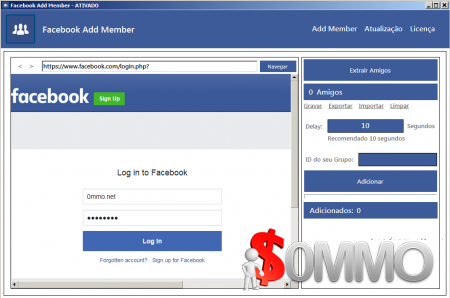 Facebook Add Member - ATIVADO
Facebook Add Member
Add Member Atualização Licença
< > https://www.facebook.com/login.php? Navegar
facebook Sign Up
Log in to Facebook
0mmo.net
Log In
Forgotten account? · Sign up for Facebook
Extrair Amigos
0 Amigos
Gravar Exportar Importar Limpar
Delay: 10 Segundos
Recomendado 10 segundos
ID do seu Grupo:
Adicionar
Adicionados: 0
$0MMO